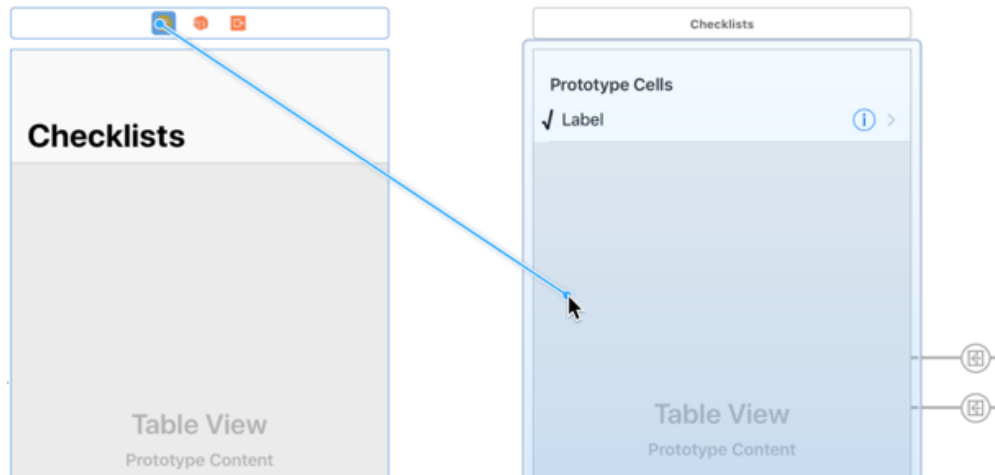 Checklists
Table View
Prototype Content
Checklists
Prototype Cells
√ Label
Table View
Prototype Content